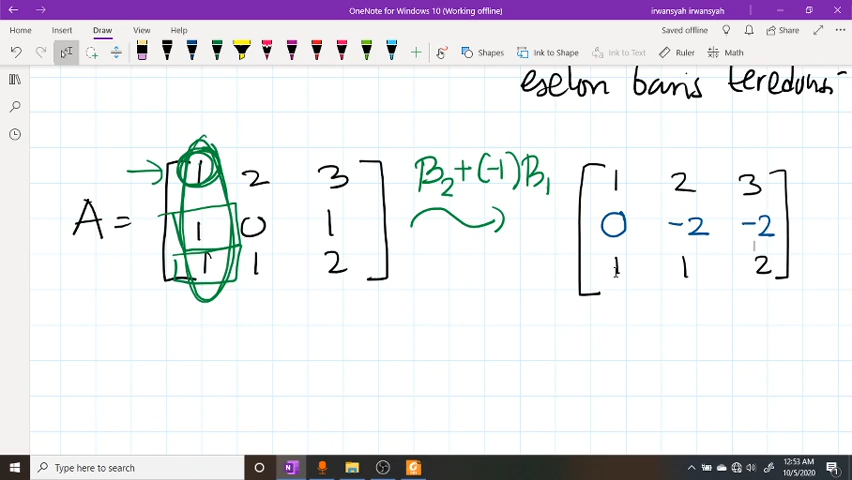 OneNote for Windows 10 (Working offline)
irwansyah irwansyah
Home Insert Draw View Help
Saved offline Share
Shapes Ink to Shape Ink to Text Ruler Math
eselon baris tereduksi
A = [ 1 2 3 B₂+(-1)B₁ [ 1 2 3 ]
1 0 1 0 -2 -2
1 1 2 ] 1 1 2 ]
Type here to search
12:53 AM
10/5/2020